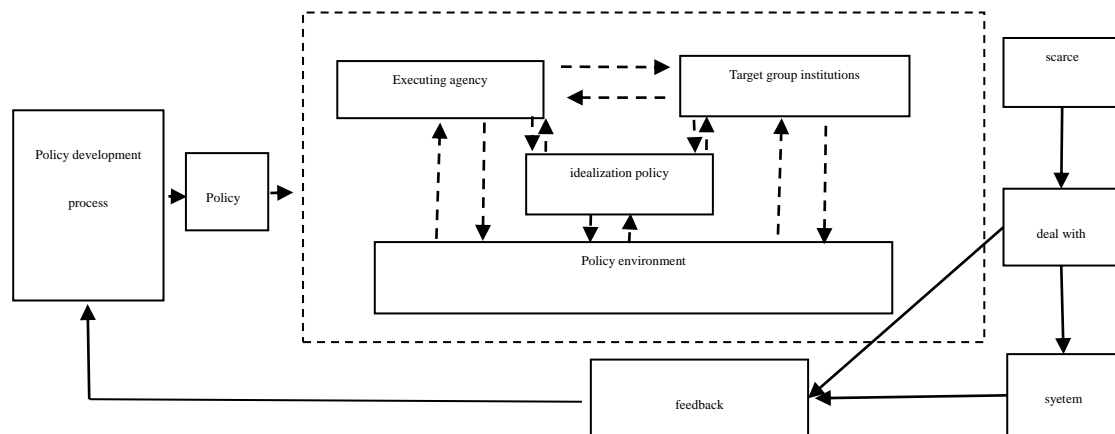 Executing agency
Target group institutions
scarce
Policy development
process
Policy
idealization policy
deal with
Policy environment
feedback
syetem